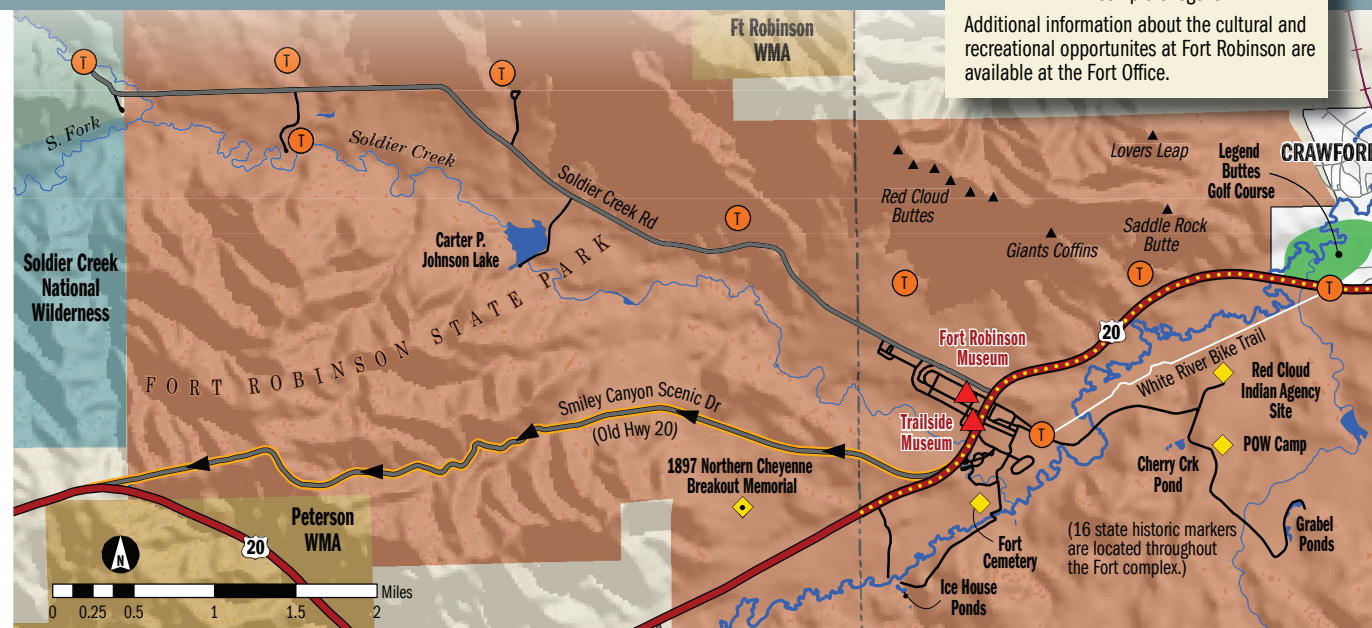 Additional information about the cultural and
recreational opportunites at Fort Robinson are
available at the Fort Office.
Ft Robinson
WMA
T
T
T
T
S. Fork
Soldier Creek
Soldier Creek Rd
T
Carter P.
Johnson Lake
Soldier Creek
National
Wilderness
FORT ROBINSON STATE PARK
Red Cloud
Buttes
Lovers Leap
Giants Coffins
Saddle Rock
Butte
Legend
Buttes
Golf Course
T
T
T
20
Fort Robinson
Museum
Trailside
Museum
T
White River Bike Trail
Red Cloud
Indian Agency
Site
POW Camp
Cherry Crk
Pond
Grabel
Ponds
(16 state historic markers
are located throughout
the Fort complex.)
Smiley Canyon Scenic Dr
(Old Hwy 20)
1897 Northern Cheyenne
Breakout Memorial
Fort
Cemetery
Ice House
Ponds
Peterson
WMA
20
N
Miles
0 0.25 0.5 1 1.5 2